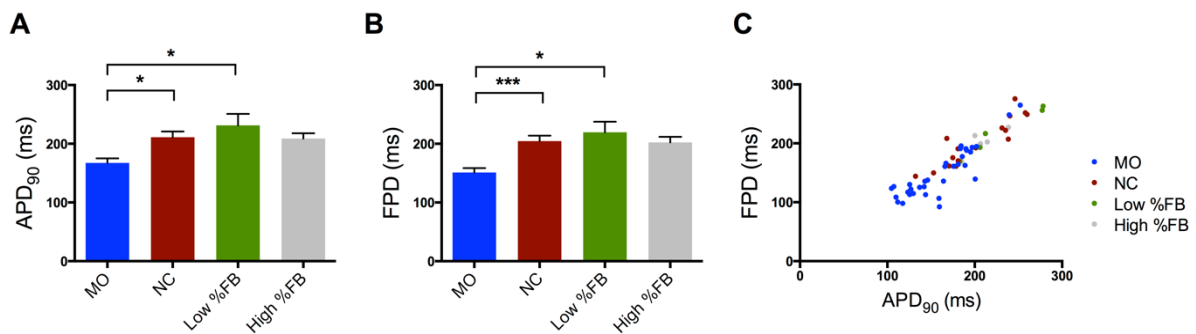 A
APD90 (ms)
300
200
100
0
*
*
MO
NC
Low %FB
High %FB
B
FPD (ms)
300
200
100
0
*
***
MO
NC
Low %FB
High %FB
C
FPD (ms)
300
200
100
0
0
100
200
300
APD90 (ms)
MO
NC
Low %FB
High %FB